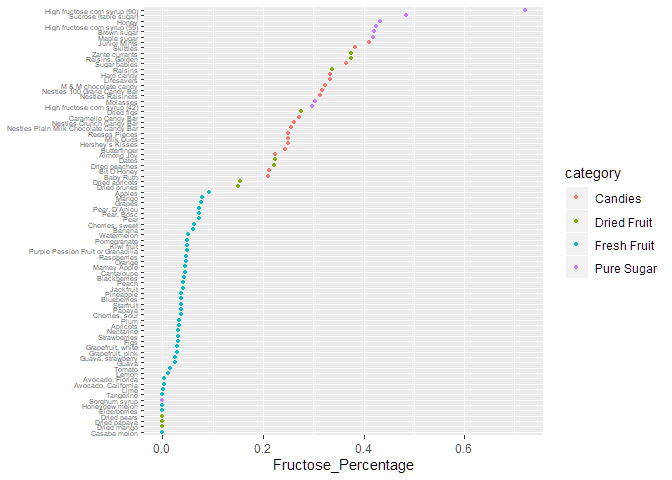 High fructose corn syrup (90)
Sucrose (table sugar)
Honey
High fructose corn syrup (55)
Brown sugar
Maple sugar
Junior Mints
Skittles
Zante currants
Raisins, Golden
Sugar babies
Raisins
Hard candy
Lifesavers
M & M chocolate candy
Nestles 100 Grand Candy Bar
Nestles Raisinets
Molasses
High fructose corn syrup (42)
Dried figs
Caramello Candy Bar
Nestles Crunch Candy Bar
Nestles Plain Milk Chocolate Candy Bar
Reeses Pieces
Milk Duds
Hershey's Kisses
Butterfinger
Almond Joy
Dates
Dried peaches
Bit O Honey
Baby Ruth
Dried apricots
Dried prunes
Apples
Mango
Grapes
Pear, D'Anjou
Pear, Bosc
Pear
Cherries, sweet
Banana
Watermelon
Pomegranate
Kiwi fruit
Purple Passion Fruit or Granadilla
Raspberries
Orange
Mamey Apple
Cantaloupe
Blackberries
Peach
Jackfruit
Pineapple
Blueberries
Starfruit
Papaya
Cherries, sour
Plum
Apricots
Nectarine
Strawberries
Figs
Grapefruit, white
Grapefruit, pink
Guava, strawberry
Guava
Tomato
Lemon
Avocado, Florida
Avocado, California
Lime
Tangerine
Sorghum syrup
Honeydew melon
Elderberries
Dried pears
Dried papaya
Dried mango
Casaba melon
0.0 0.2 0.4 0.6
Fructose_Percentage
category
Candies
Dried Fruit
Fresh Fruit
Pure Sugar